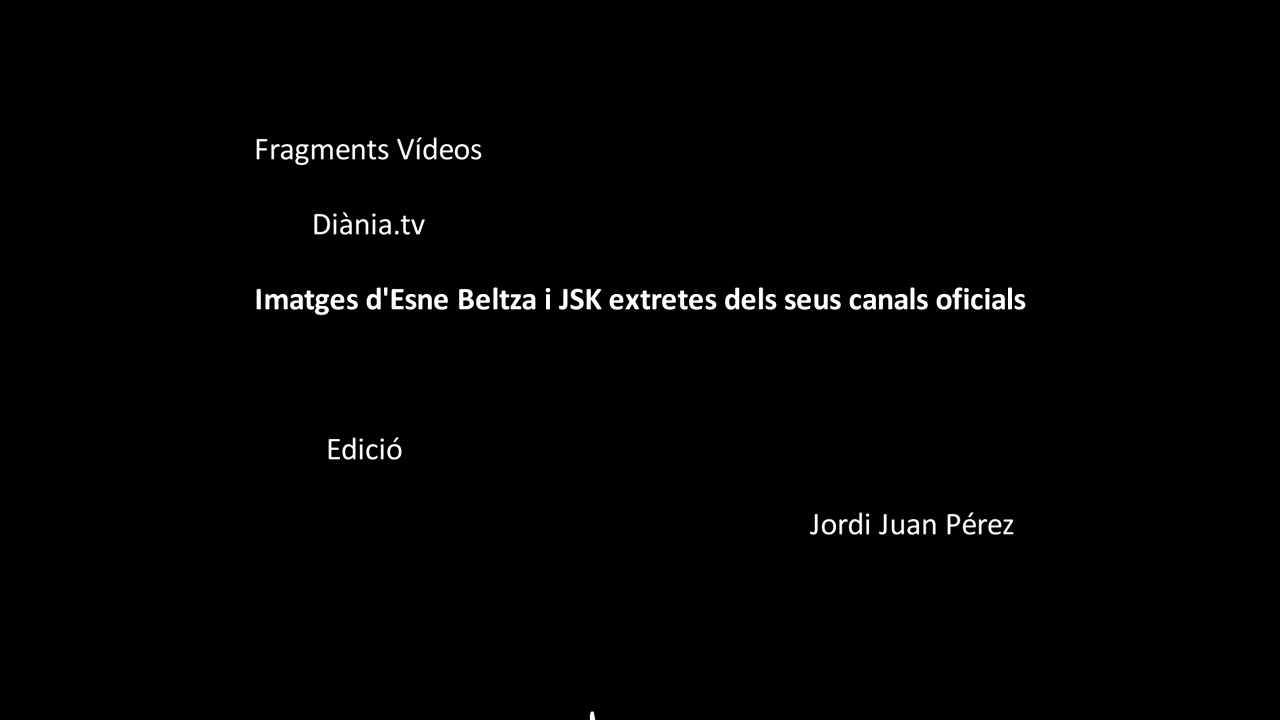 Fragments Vídeos
Diània.tv
Imatges d'Esne Beltza i JSK extretes dels seus canals oficials
Edició
Jordi Juan Pérez